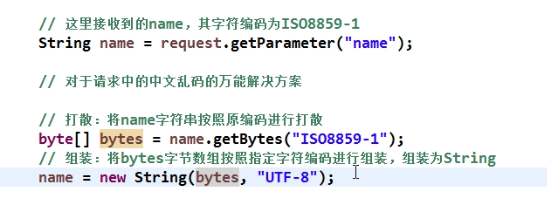 // 这里接收到的name，其字符编码为ISO8859-1
String name = request.getParameter("name");
// 对于请求中的中文乱码的万能解决方案
// 打散：将name字符串按照原编码进行打散
byte[] bytes = name.getBytes("ISO8859-1");
// 组装：将bytes字节数组按照指定字符编码进行组装，组装为String
name = new String(bytes, "UTF-8");